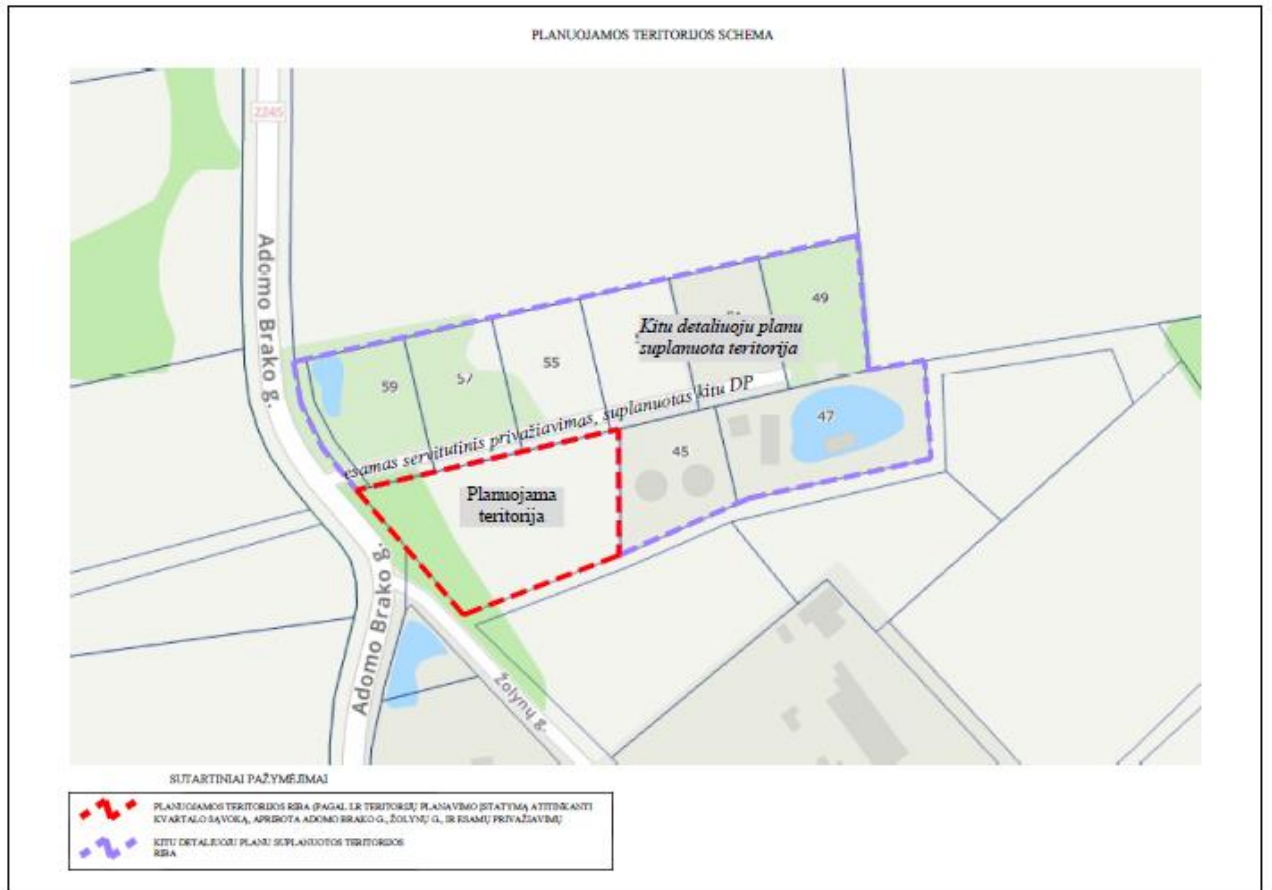 PLANUOJAMOS TERITORIJOS SCHEMA
2245
Adomo Brako g.
49
Kitu detaliuoju planu
suplanuota teritorija
55
57
59
esamas servitutinis privažiavimas, suplanuotas kitu DP
47
45
Planuojama
teritorija
Adomo Brako g.
Žolynų g.
SUTARTINIAI PAŽYMĖJIMAI
PLANUOJAMOS TERITORIJOS RIBA (PAGAL LR TERITORIJŲ PLANAVIMO ĮSTATYMĄ ATITINKANTI
KVARTALO SĄVOKĄ, APRIBOTA ADOMO BRAKO G., ŽOLYNŲ G., IR ESAMŲ PRIVAŽIAVIMŲ
KITU DETALIUOJU PLANU SUPLANUOTOS TERITORIJOS
RIBA